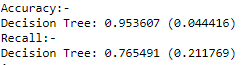 Accuracy:-
Decision Tree: 0.953607 (0.044416)
Recall:-
Decision Tree: 0.765491 (0.211769)